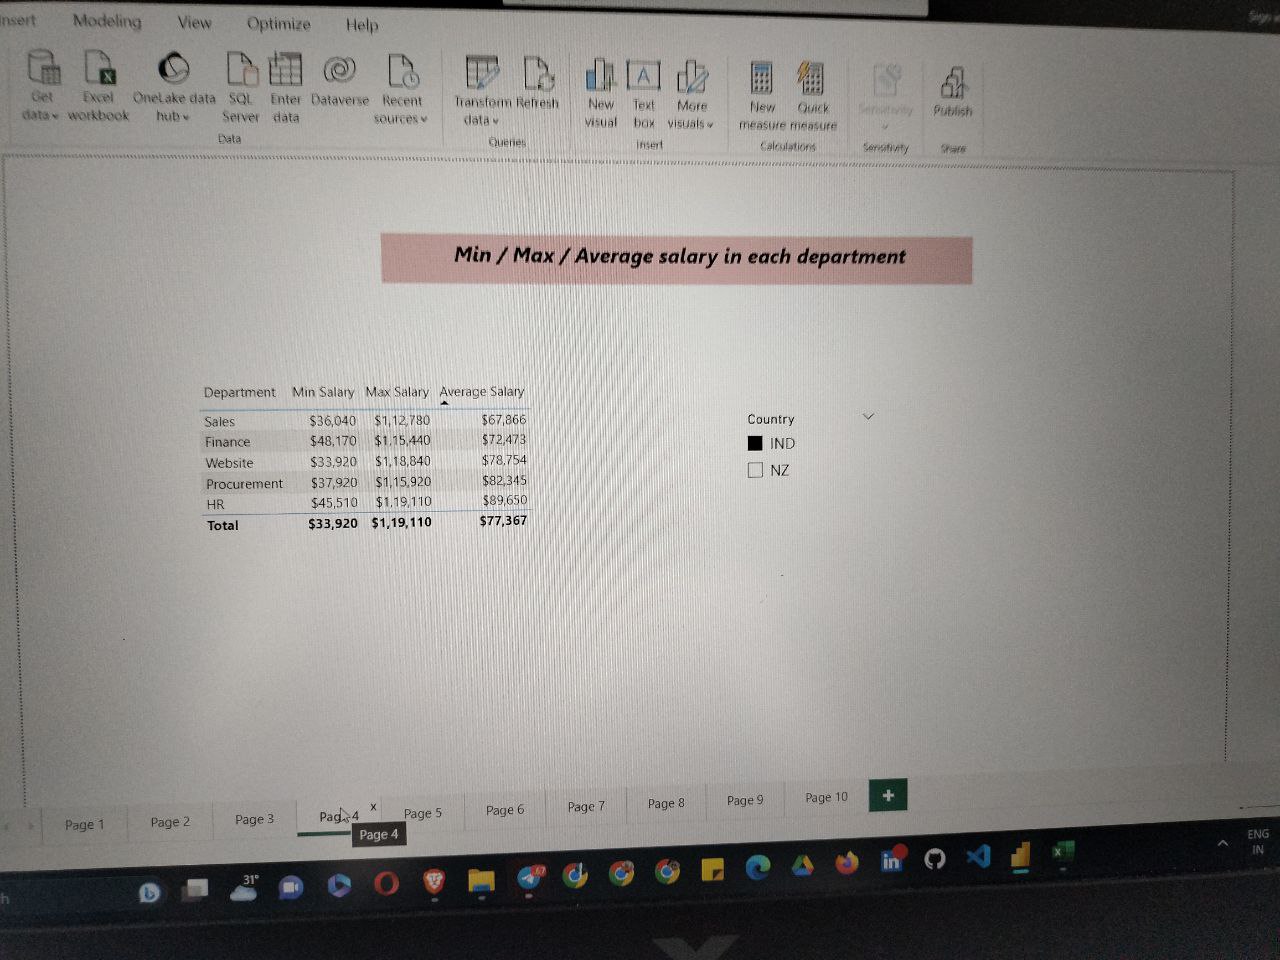 Insert Modeling View Optimize Help
Sign
Get data
Excel workbook
OneLake data hub
SQL Server
Enter data
Dataverse
Recent sources
Transform data
Refresh
New visual
Text box
More visuals
New measure
Quick measure
Sensitivity
Publish
Data
Queries
Insert
Calculations
Sensitivity
Share
Min / Max / Average salary in each department
Department Min Salary Max Salary Average Salary
Sales $36,040 $1,12,780 $67,866
Finance $48,170 $1,15,440 $72,473
Website $33,920 $1,18,840 $78,754
Procurement $37,920 $1,15,920 $82,345
HR $45,510 $1,19,110 $89,650
Total $33,920 $1,19,110 $77,367
Country
IND
NZ
Page 1 Page 2 Page 3 Page 4 x Page 5 Page 6 Page 7 Page 8 Page 9 Page 10 +
Page 4
31°
67
in
ENG
IN